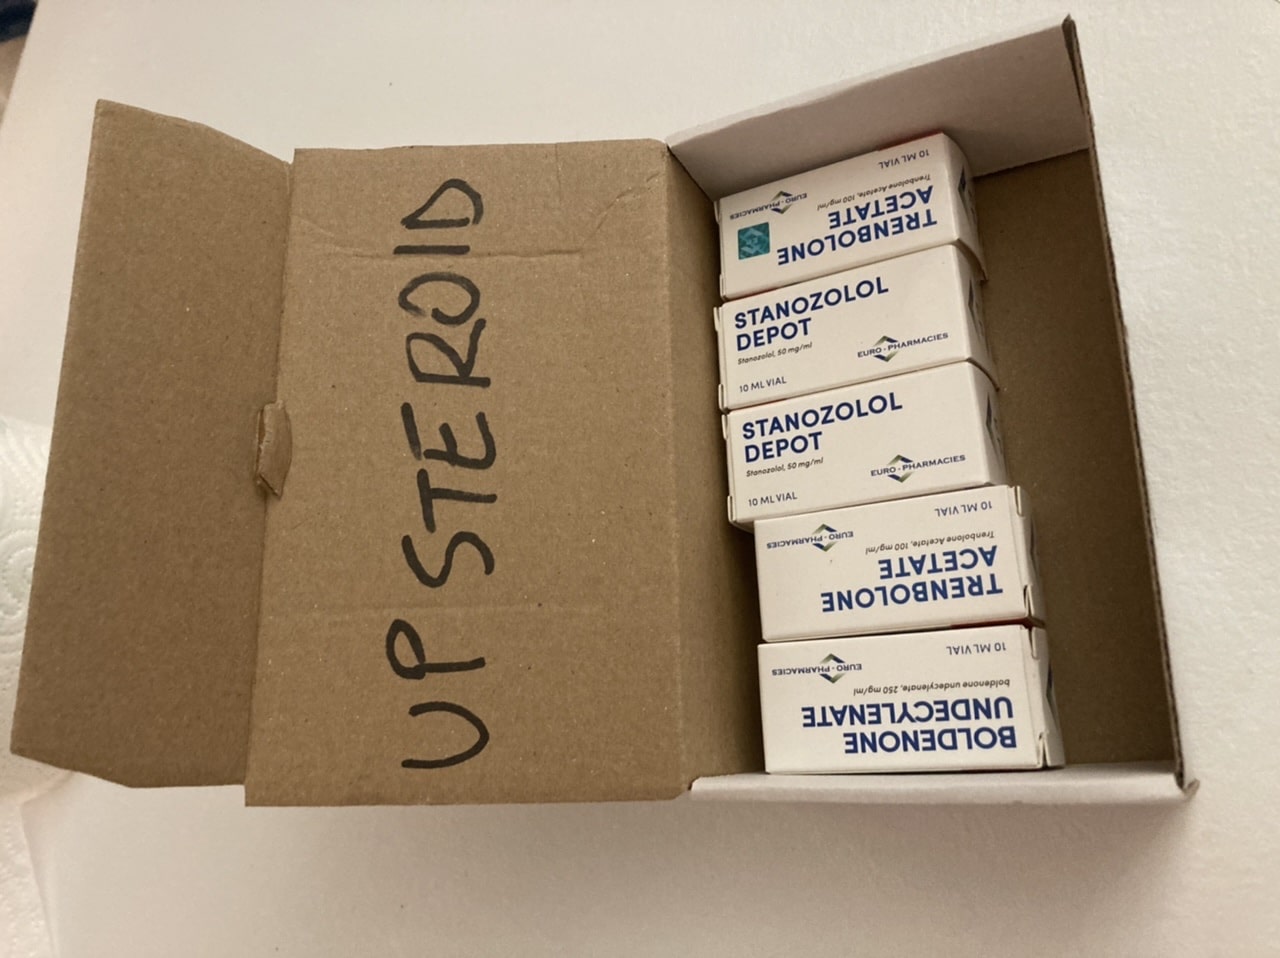 UPSTEROID
TRENBOLONE
ACETATE
Trenbolone Acetate, 100 mg/ml
EURO-PHARMACIES
10 ML VIAL
STANOZOLOL
DEPOT
Stanozolol, 50 mg/ml
EURO-PHARMACIES
10 ML VIAL
STANOZOLOL
DEPOT
Stanozolol, 50 mg/ml
EURO-PHARMACIES
10 ML VIAL
TRENBOLONE
ACETATE
Trenbolone Acetate, 100 mg/ml
EURO-PHARMACIES
10 ML VIAL
BOLDENONE
UNDECYLENATE
boldenone undecylenate, 250 mg/ml
EURO-PHARMACIES
10 ML VIAL